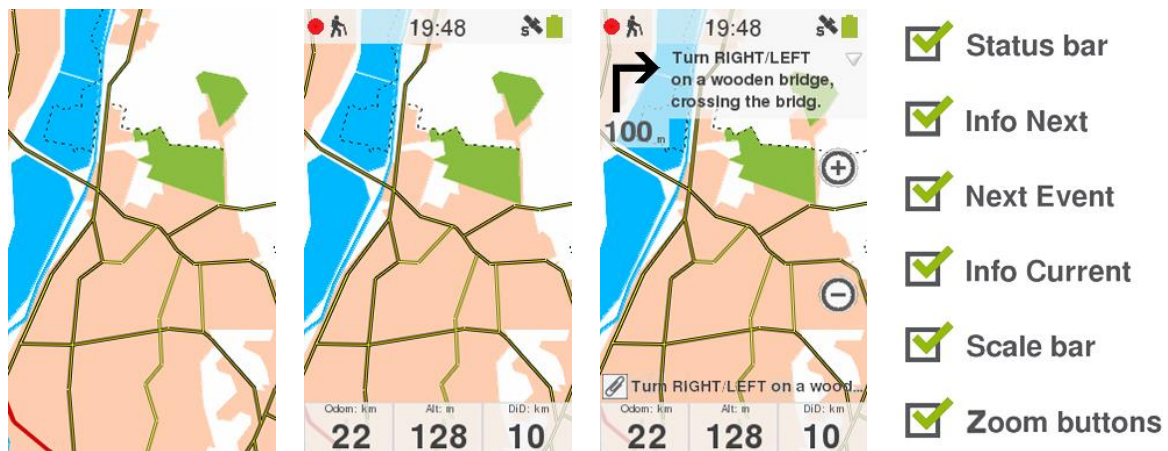 19:48
S
Odom: km
Alt: m
DiD: km
22
128
10
19:48
S
Turn RIGHT/LEFT
on a wooden bridge,
crossing the bridg.
100 m
Turn RIGHT/LEFT on a wood...
Odom: km
Alt: m
DiD: km
22
128
10
Status bar
Info Next
Next Event
Info Current
Scale bar
Zoom buttons